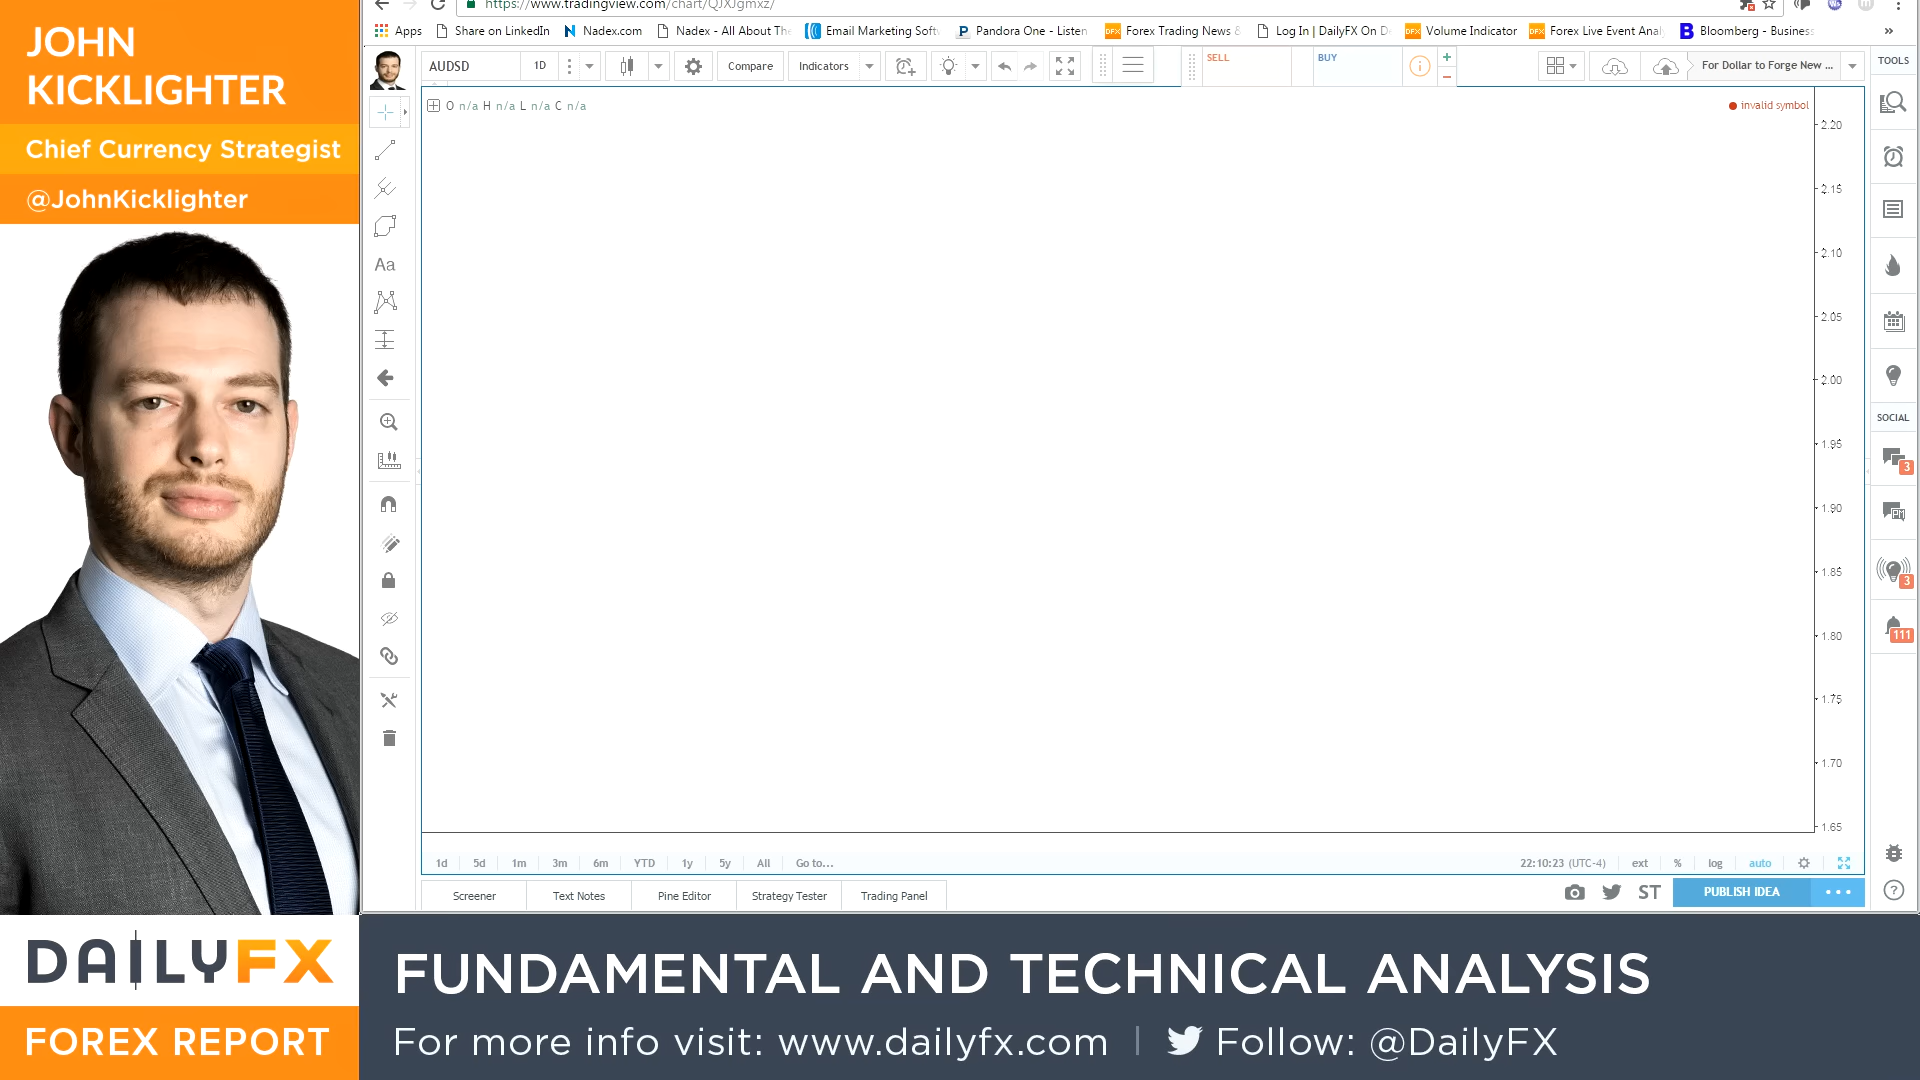 JOHN
KICKLIGHTER
Chief Currency Strategist
@JohnKicklighter
https://www.tradingview.com/chart/QJXJgmxz/
Apps Share on LinkedIn Nadex.com Nadex - All About The Email Marketing Softw Pandora One - Listen Forex Trading News & Log In | DailyFX On D Volume Indicator Forex Live Event Anal Bloomberg - Business »
AUDSD 1D Compare Indicators SELL BUY For Dollar to Forge New ... TOOLS
O n/a H n/a L n/a C n/a
invalid symbol
2.20
2.15
2.10
2.05
2.00
1.95
1.90
1.85
1.80
1.75
1.70
1.65
Aa
SOCIAL
3
3
111
1d 5d 1m 3m 6m YTD 1y 5y All Go to... 22:10:23 (UTC-4) ext % log auto
Screener Text Notes Pine Editor Strategy Tester Trading Panel ST PUBLISH IDEA
DAILYFX
FOREX REPORT
FUNDAMENTAL AND TECHNICAL ANALYSIS
For more info visit: www.dailyfx.com | Follow: @DailyFX